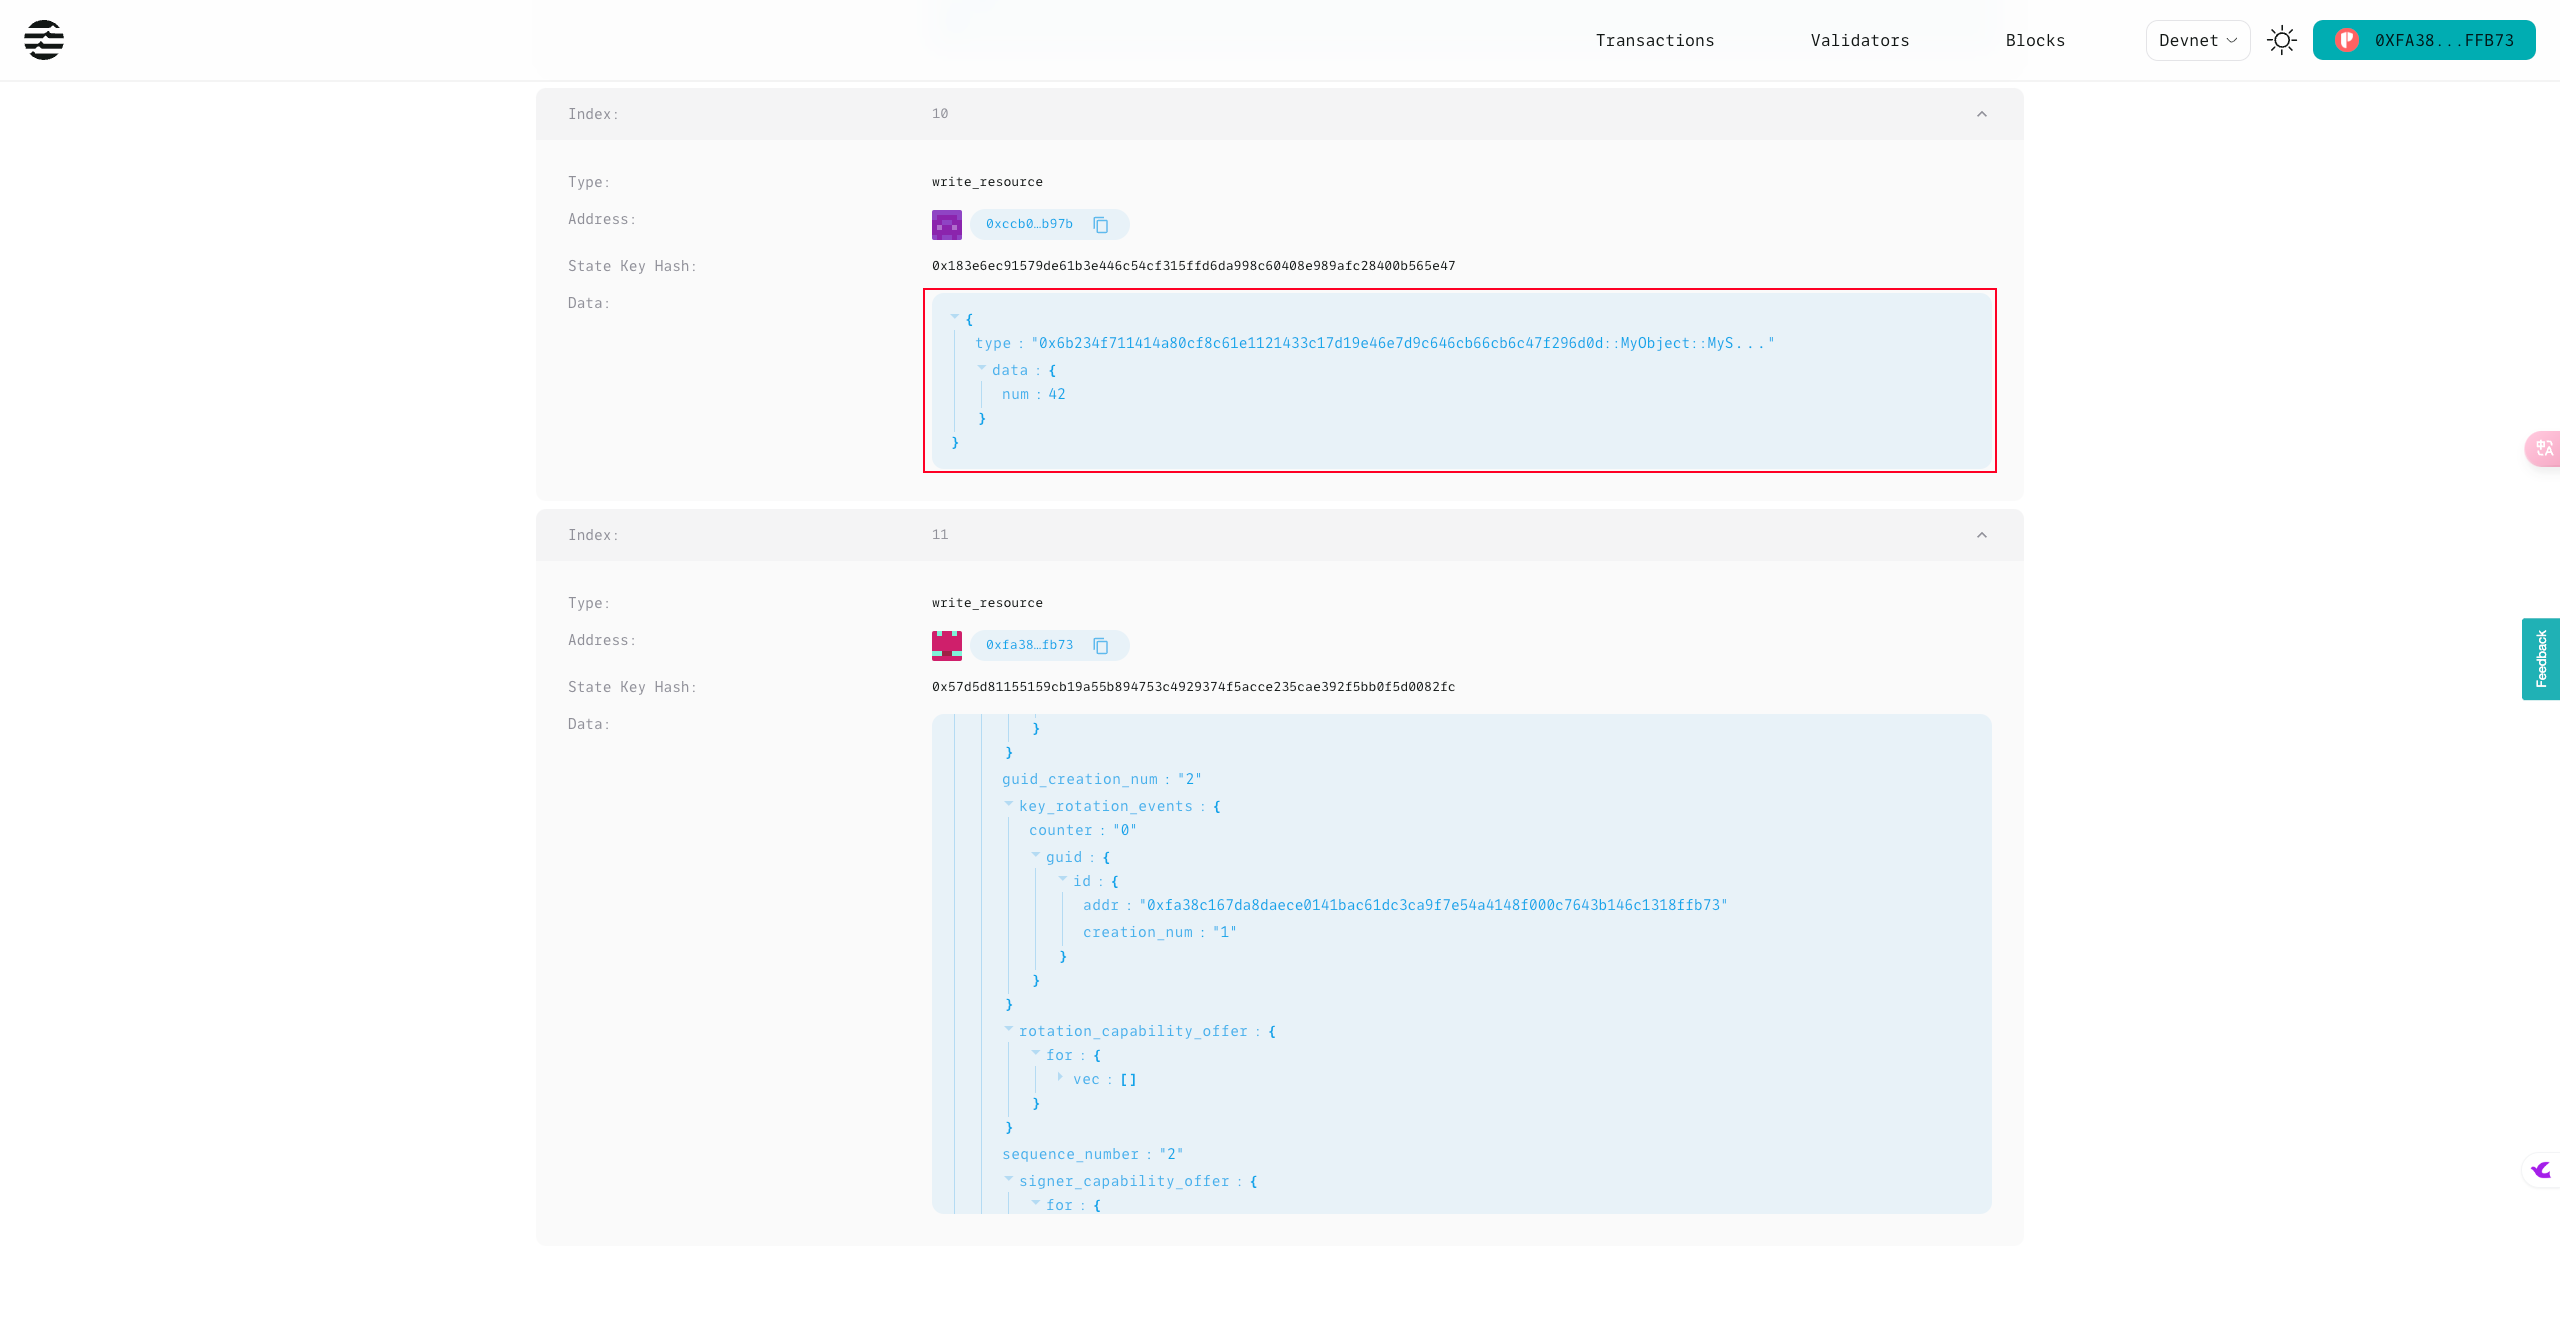 Transactions
Validators
Blocks
Devnet
0XFA38...FFB73
Index: 10
Type: write_resource
Address: 0xccb0…b97b
State Key Hash: 0x183e6ec91579de61b3e446c54cf315ffd6da998c60408e989afc28400b565e47
Data:
{
type : "0x6b234f711414a80cf8c61e1121433c17d19e46e7d9c646cb66cb6c47f296d0d::MyObject::MyS..."
data : {
num : 42
}
}
Index: 11
Type: write_resource
Address: 0xfa38…fb73
State Key Hash: 0x57d5d81155159cb19a55b894753c4929374f5acce235cae392f5bb0f5d0082fc
Data:
}
}
guid_creation_num : "2"
key_rotation_events : {
counter : "0"
guid : {
id : {
addr : "0xfa38c167da8daece0141bac61dc3ca9f7e54a4148f000c7643b146c1318ffb73"
creation_num : "1"
}
}
}
rotation_capability_offer : {
for : {
vec : []
}
}
sequence_number : "2"
signer_capability_offer : {
for : {
Feedback